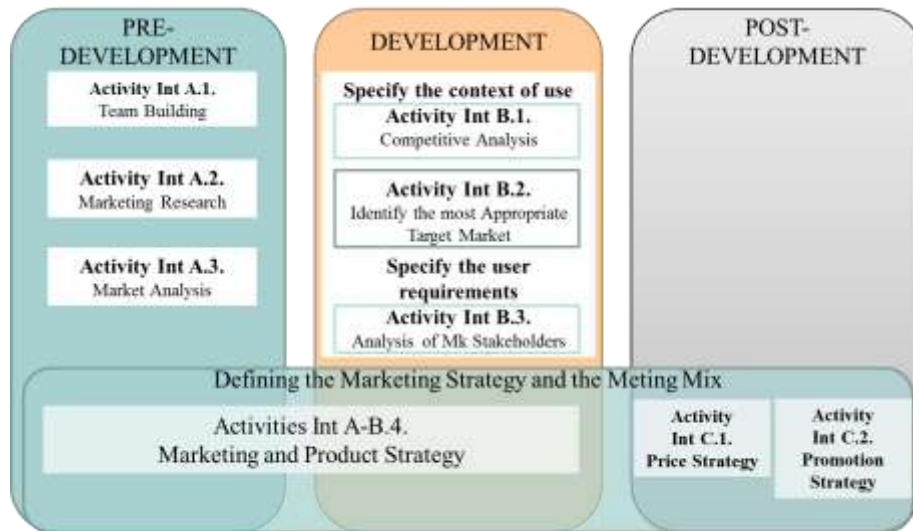 PRE-
DEVELOPMENT
Activity Int A.1.
Team Building
Activity Int A.2.
Marketing Research
Activity Int A.3.
Market Analysis
DEVELOPMENT
Specify the context of use
Activity Int B.1.
Competitive Analysis
Activity Int B.2.
Identify the most Appropriate
Target Market
Specify the user
requirements
Activity Int B.3.
Analysis of Mk Stakeholders
POST-
DEVELOPMENT
Defining the Marketing Strategy and the Meting Mix
Activities Int A-B.4.
Marketing and Product Strategy
Activity
Int C.1.
Price Strategy
Activity
Int C.2.
Promotion
Strategy